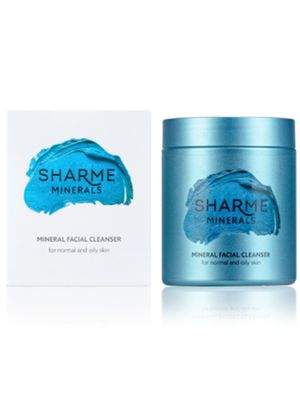 SHARME
MINERALS
MINERAL FACIAL CLEANSER
for normal and oily skin
SHARME
MINERALS
MINERAL FACIAL CLEANSER
for normal and oily skin